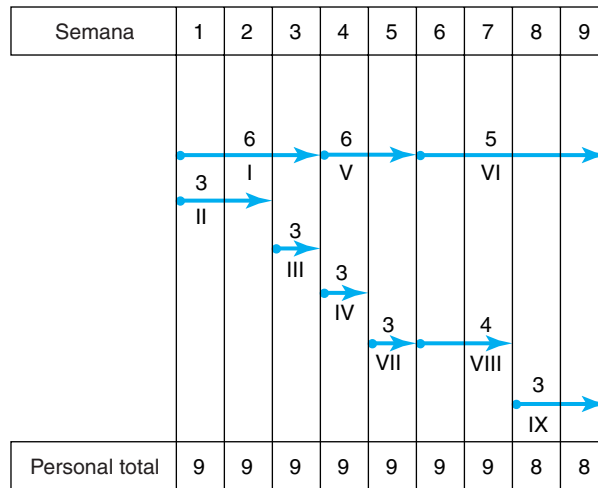 Semana 1 2 3 4 5 6 7 8 9
6 6 5
I V VI
3
II
3
III
3
IV
3 4
VII VIII
3
IX
Personal total 9 9 9 9 9 9 9 8 8